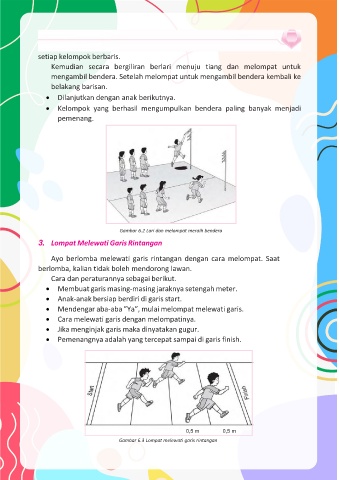 setiap kelompok berbaris.
Kemudian secara bergiliran berlari menuju tiang dan melompat untuk
mengambil bendera. Setelah melompat untuk mengambil bendera kembali ke
belakang barisan.
• Dilanjutkan dengan anak berikutnya.
• Kelompok yang berhasil mengumpulkan bendera paling banyak menjadi
pemenang.
Gambar 6.2 Lari dan melompat meraih bendera
3. Lompat Melewati Garis Rintangan
Ayo berlomba melewati garis rintangan dengan cara melompat. Saat
berlomba, kalian tidak boleh mendorong lawan.
Cara dan peraturannya sebagai berikut.
• Membuat garis masing-masing jaraknya setengah meter.
• Anak-anak bersiap berdiri di garis start.
• Mendengar aba-aba "Ya", mulai melompat melewati garis.
• Cara melewati garis dengan melompatinya.
• Jika menginjak garis maka dinyatakan gugur.
• Pemenangnya adalah yang tercepat sampai di garis finish.
Start
Finish
0,5 m 0,5 m
Gambar 6.3 Lompat melewati garis rintangan